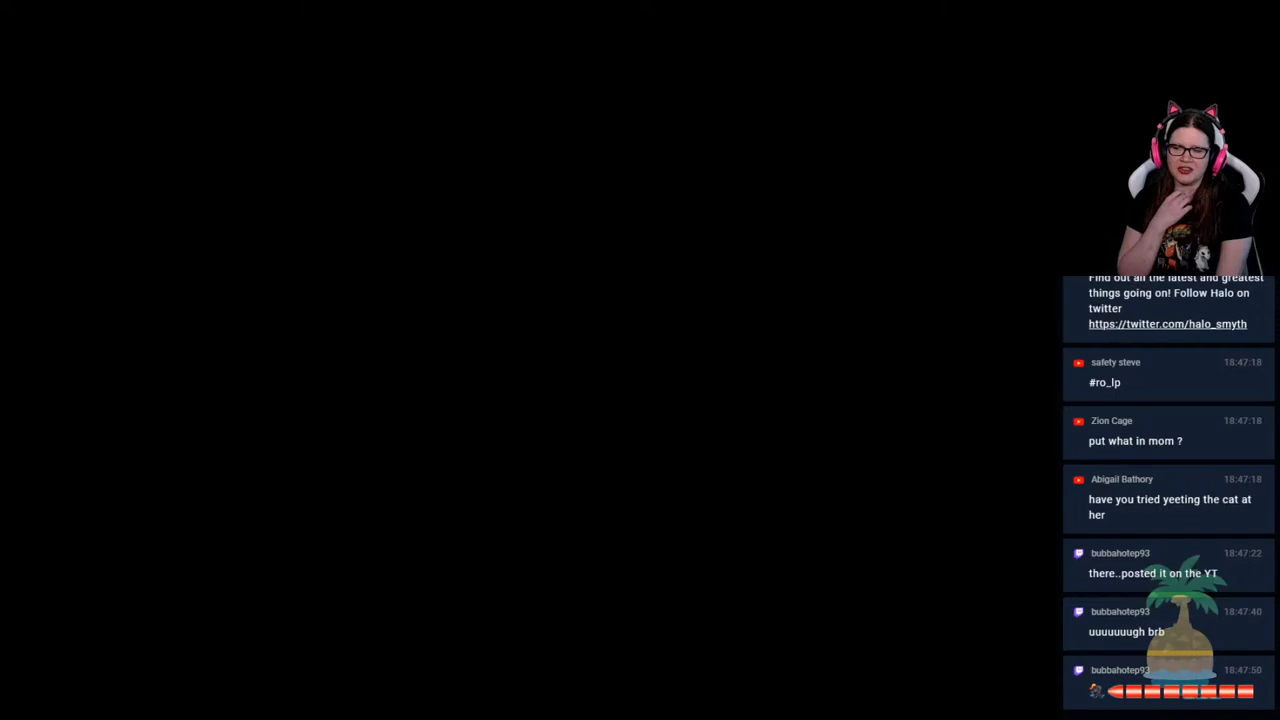 Find out all the latest and greatest
things going on! Follow Halo on
twitter
https://twitter.com/halo_smyth
safety steve 18:47:18
#ro_lp
Zion Cage 18:47:18
put what in mom ?
Abigail Bathory 18:47:18
have you tried yeeting the cat at
her
bubbahotep93 18:47:22
there..posted it on the YT
bubbahotep93 18:47:40
uuuuuuugh brb
bubbahotep93 18:47:50